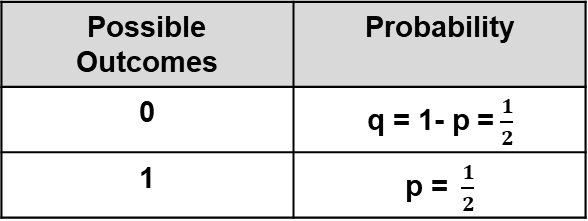 Possible Outcomes
Probability
0
q = 1- p = 1/2
1
p = 1/2